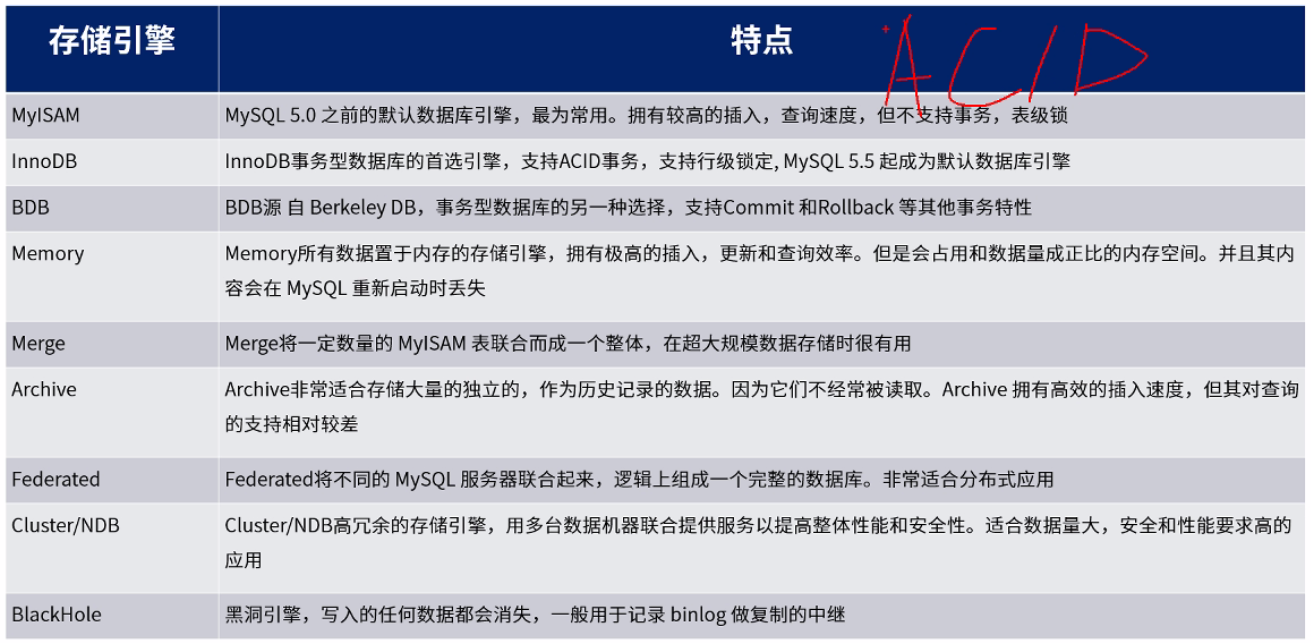 存储引擎 特点 ACID
MyISAM MySQL 5.0 之前的默认数据库引擎，最为常用。拥有较高的插入，查询速度，但不支持事务，表级锁
InnoDB InnoDB事务型数据库的首选引擎，支持ACID事务，支持行级锁定, MySQL 5.5 起成为默认数据库引擎
BDB BDB源 自 Berkeley DB，事务型数据库的另一种选择，支持Commit 和Rollback 等其他事务特性
Memory Memory所有数据置于内存的存储引擎，拥有极高的插入，更新和查询效率。但是会占用和数据量成正比的内存空间。并且其内
容会在 MySQL 重新启动时丢失
Merge Merge将一定数量的 MyISAM 表联合而成一个整体，在超大规模数据存储时很有用
Archive Archive非常适合存储大量的独立的，作为历史记录的数据。因为它们不经常被读取。Archive 拥有高效的插入速度，但其对查询
的支持相对较差
Federated Federated将不同的 MySQL 服务器联合起来，逻辑上组成一个完整的数据库。非常适合分布式应用
Cluster/NDB Cluster/NDB高冗余的存储引擎，用多台数据机器联合提供服务以提高整体性能和安全性。适合数据量大，安全和性能要求高的
应用
BlackHole 黑洞引擎，写入的任何数据都会消失，一般用于记录 binlog 做复制的中继